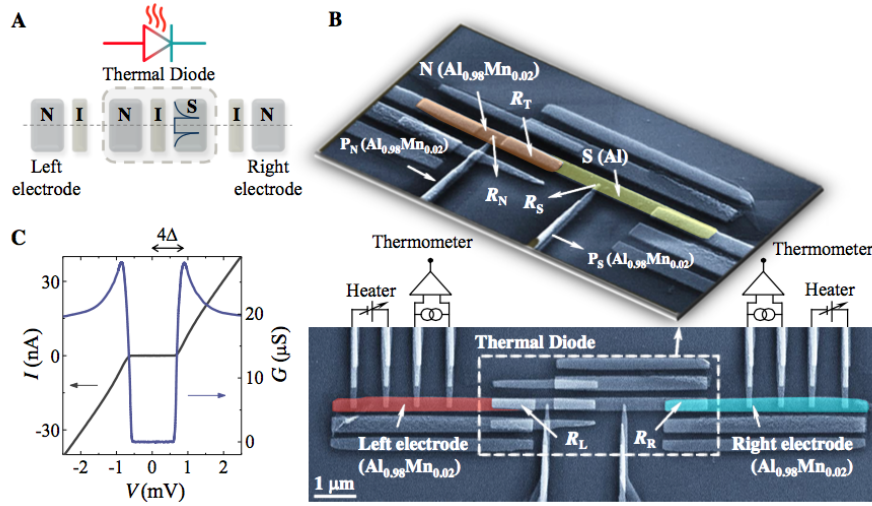 A
Thermal Diode
N I N I S I N
Left
electrode
Right
electrode
B
N (Al0.98Mn0.02)
RT
PN (Al0.98Mn0.02)
S (Al)
RN
RS
PS (Al0.98Mn0.02)
C
4Δ
30
0
-30
I (nA)
40
20
0
G (μS)
-2 -1 0 1 2
V (mV)
Thermometer
Heater
Thermometer
Heater
Thermal Diode
Left electrode
(Al0.98Mn0.02)
RL
RR
Right electrode
(Al0.98Mn0.02)
1 μm